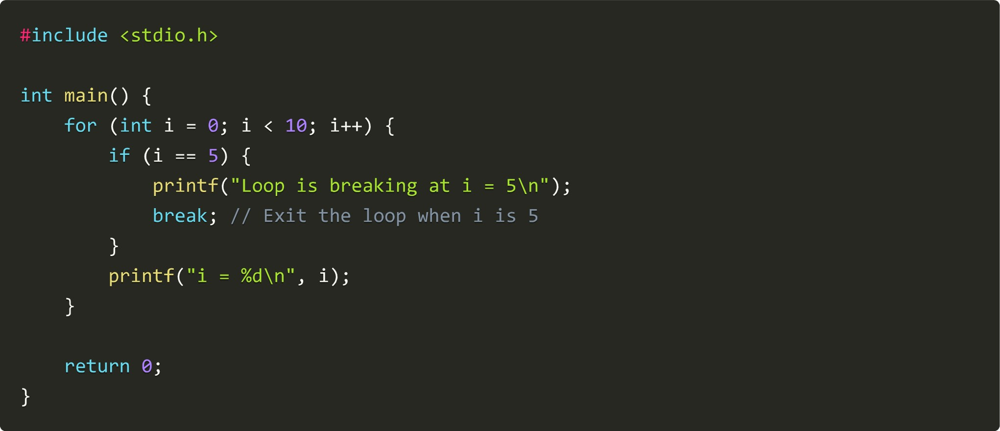 #include <stdio.h>

int main() {
    for (int i = 0; i < 10; i++) {
        if (i == 5) {
            printf("Loop is breaking at i = 5\n");
            break; // Exit the loop when i is 5
        }
        printf("i = %d\n", i);
    }

    return 0;
}